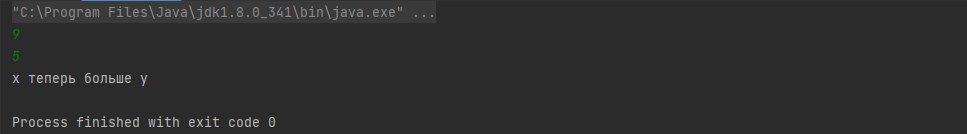 "C:\Program Files\Java\jdk1.8.0_341\bin\java.exe" ...
9
5
х теперь больше у
Process finished with exit code 0